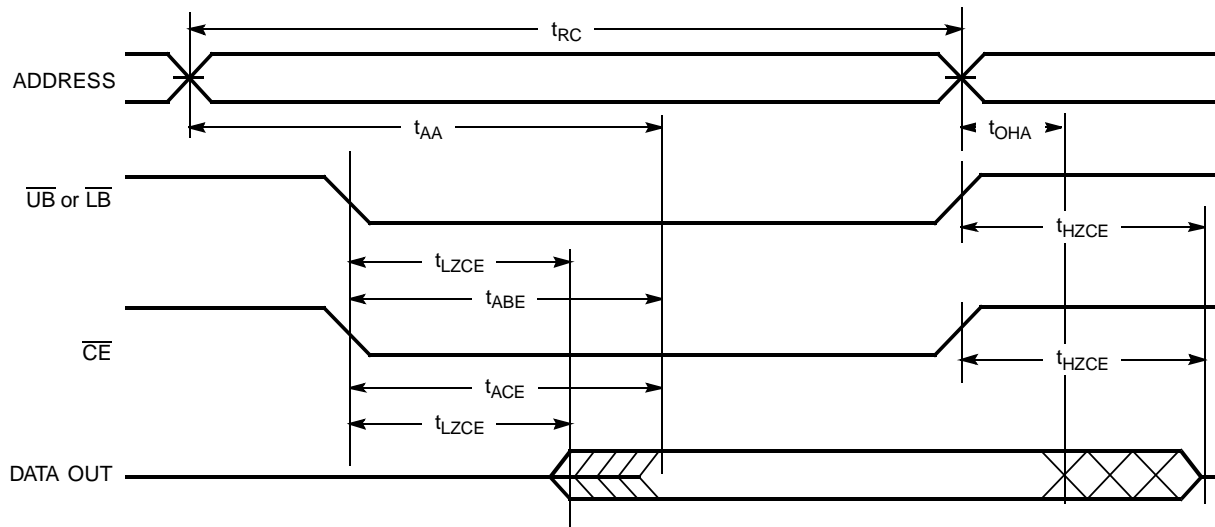 tRC
ADDRESS
tAA
tOHA
UB or LB
tHZCE
tLZCE
tABE
CE
tHZCE
tACE
tLZCE
DATA OUT